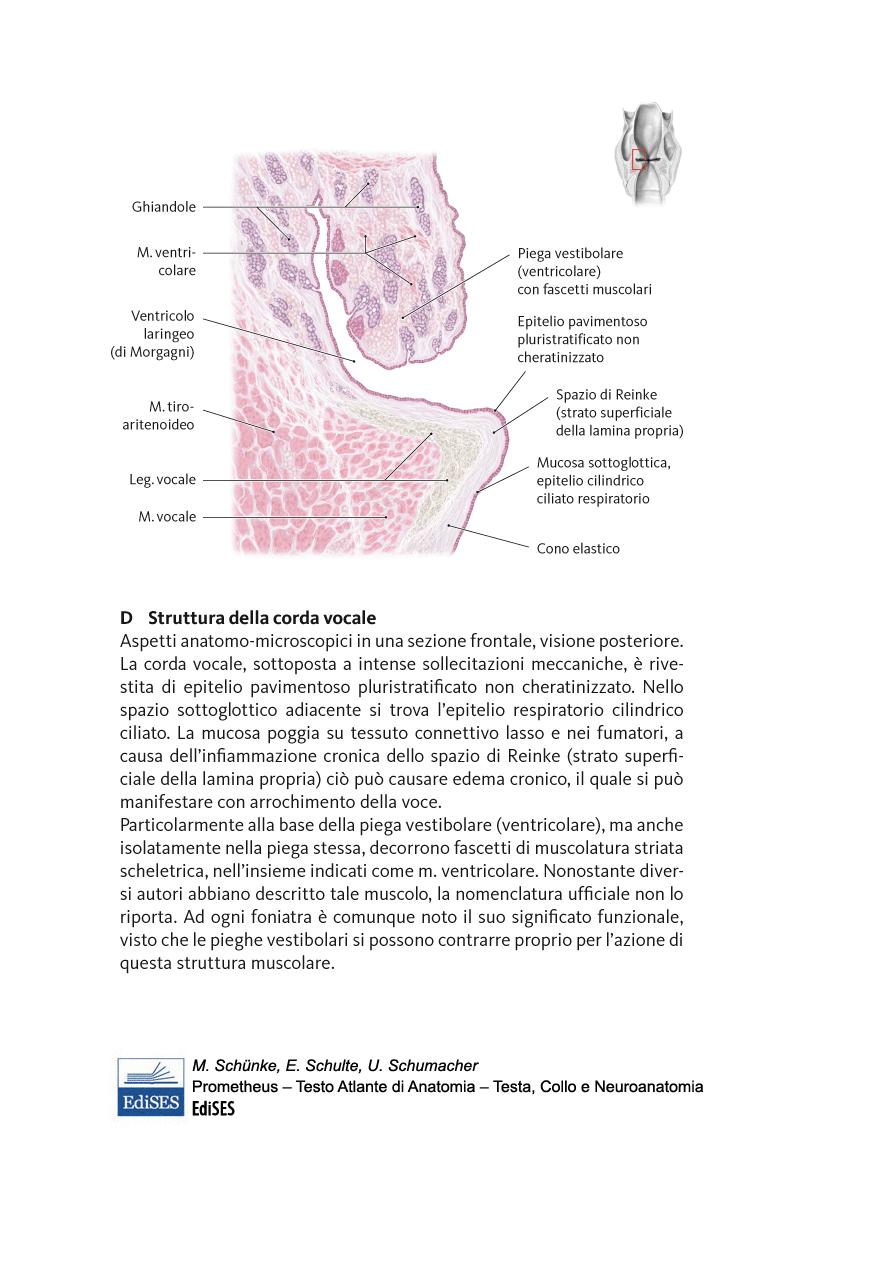 Ghiandole
M. ventri-
colare
Ventricolo
laringeo
(di Morgagni)
M. tiro-
aritenoideo
Leg. vocale
M. vocale
Piega vestibolare
(ventricolare)
con fascetti muscolari
Epitelio pavimentoso
pluristratificato non
cheratinizzato
Spazio di Reinke
(strato superficiale
della lamina propria)
Mucosa sottoglottica,
epitelio cilindrico
ciliato respiratorio
Cono elastico
D Struttura della corda vocale
Aspetti anatomo-microscopici in una sezione frontale, visione posteriore.
La corda vocale, sottoposta a intense sollecitazioni meccaniche, è rive-
stita di epitelio pavimentoso pluristratificato non cheratinizzato. Nello
spazio sottoglottico adiacente si trova l'epitelio respiratorio cilindrico
ciliato. La mucosa poggia su tessuto connettivo lasso e nei fumatori, a
causa dell'infiammazione cronica dello spazio di Reinke (strato superfi-
ciale della lamina propria) ciò può causare edema cronico, il quale si può
manifestare con arrochimento della voce.
Particolarmente alla base della piega vestibolare (ventricolare), ma anche
isolatamente nella piega stessa, decorrono fascetti di muscolatura striata
scheletrica, nell'insieme indicati come m. ventricolare. Nonostante diver-
si autori abbiano descritto tale muscolo, la nomenclatura ufficiale non lo
riporta. Ad ogni foniatra è comunque noto il suo significato funzionale,
visto che le pieghe vestibolari si possono contrarre proprio per l'azione di
questa struttura muscolare.
EdiSES
M. Schünke, E. Schulte, U. Schumacher
Prometheus – Testo Atlante di Anatomia – Testa, Collo e Neuroanatomia
EdiSES